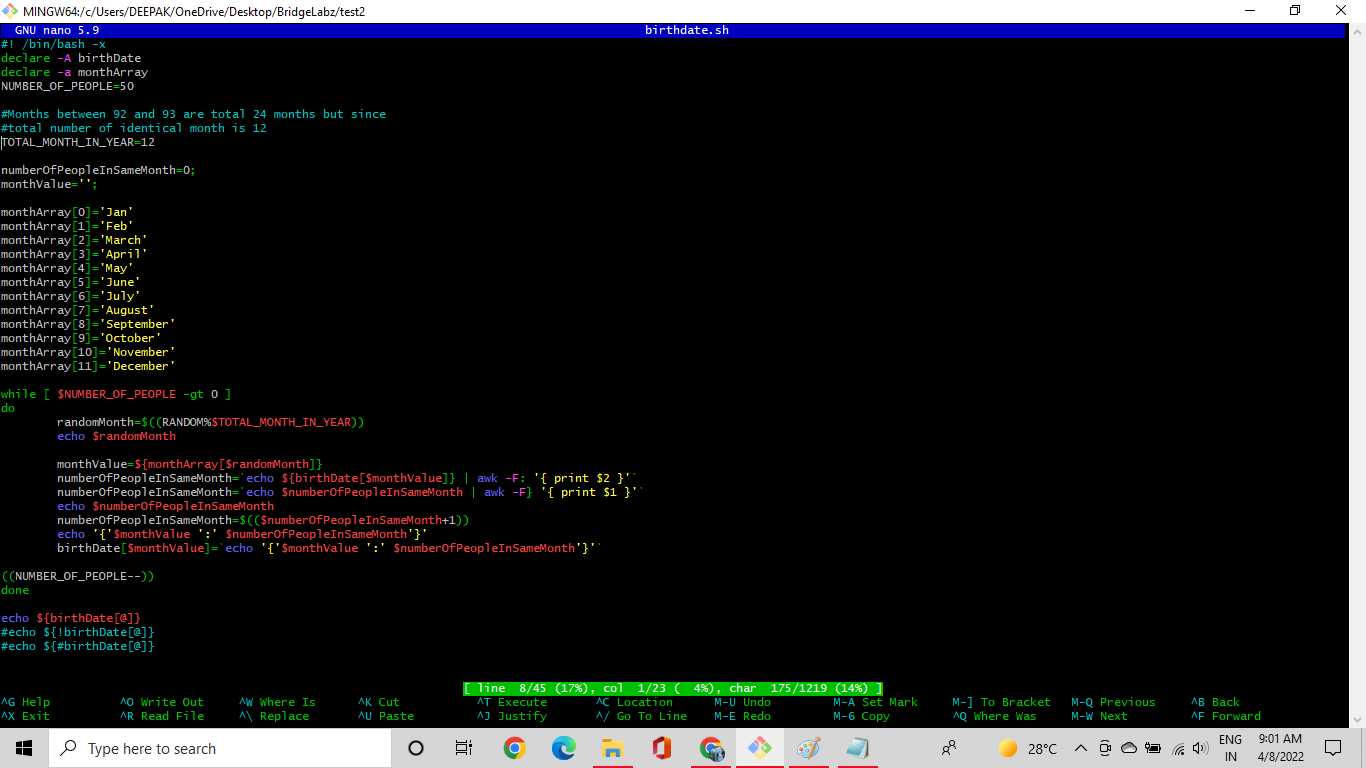 MINGW64:/c/Users/DEEPAK/OneDrive/Desktop/BridgeLabz/test2
GNU nano 5.9 birthdate.sh
#! /bin/bash -x
declare -A birthDate
declare -a monthArray
NUMBER_OF_PEOPLE=50

#Months between 92 and 93 are total 24 months but since
#total number of identical month is 12
TOTAL_MONTH_IN_YEAR=12

numberOfPeopleInSameMonth=0;
monthValue='';

monthArray[0]='Jan'
monthArray[1]='Feb'
monthArray[2]='March'
monthArray[3]='April'
monthArray[4]='May'
monthArray[5]='June'
monthArray[6]='July'
monthArray[7]='August'
monthArray[8]='September'
monthArray[9]='October'
monthArray[10]='November'
monthArray[11]='December'

while [ $NUMBER_OF_PEOPLE -gt 0 ]
do
        randomMonth=$((RANDOM%$TOTAL_MONTH_IN_YEAR))
        echo $randomMonth

        monthValue=${monthArray[$randomMonth]}
        numberOfPeopleInSameMonth=`echo ${birthDate[$monthValue]} | awk -F: '{ print $2 }'`
        numberOfPeopleInSameMonth=`echo $numberOfPeopleInSameMonth | awk -F} '{ print $1 }'`
        echo $numberOfPeopleInSameMonth
        numberOfPeopleInSameMonth=$(($numberOfPeopleInSameMonth+1))
        echo '{'$monthValue ':' $numberOfPeopleInSameMonth'}'
        birthDate[$monthValue]=`echo '{'$monthValue ':' $numberOfPeopleInSameMonth'}'`

((NUMBER_OF_PEOPLE--))
done

echo ${birthDate[@]}
#echo ${!birthDate[@]}
#echo ${#birthDate[@]}

[ line  8/45 (17%), col  1/23 (  4%), char  175/1219 (14%) ]
^G Help ^O Write Out ^W Where Is ^K Cut ^T Execute ^C Location M-U Undo M-A Set Mark M-] To Bracket M-Q Previous ^B Back
^X Exit ^R Read File ^\ Replace ^U Paste ^J Justify ^/ Go To Line M-E Redo M-6 Copy ^Q Where Was M-W Next ^F Forward
Type here to search
28°C
ENG
IN
9:01 AM
4/8/2022